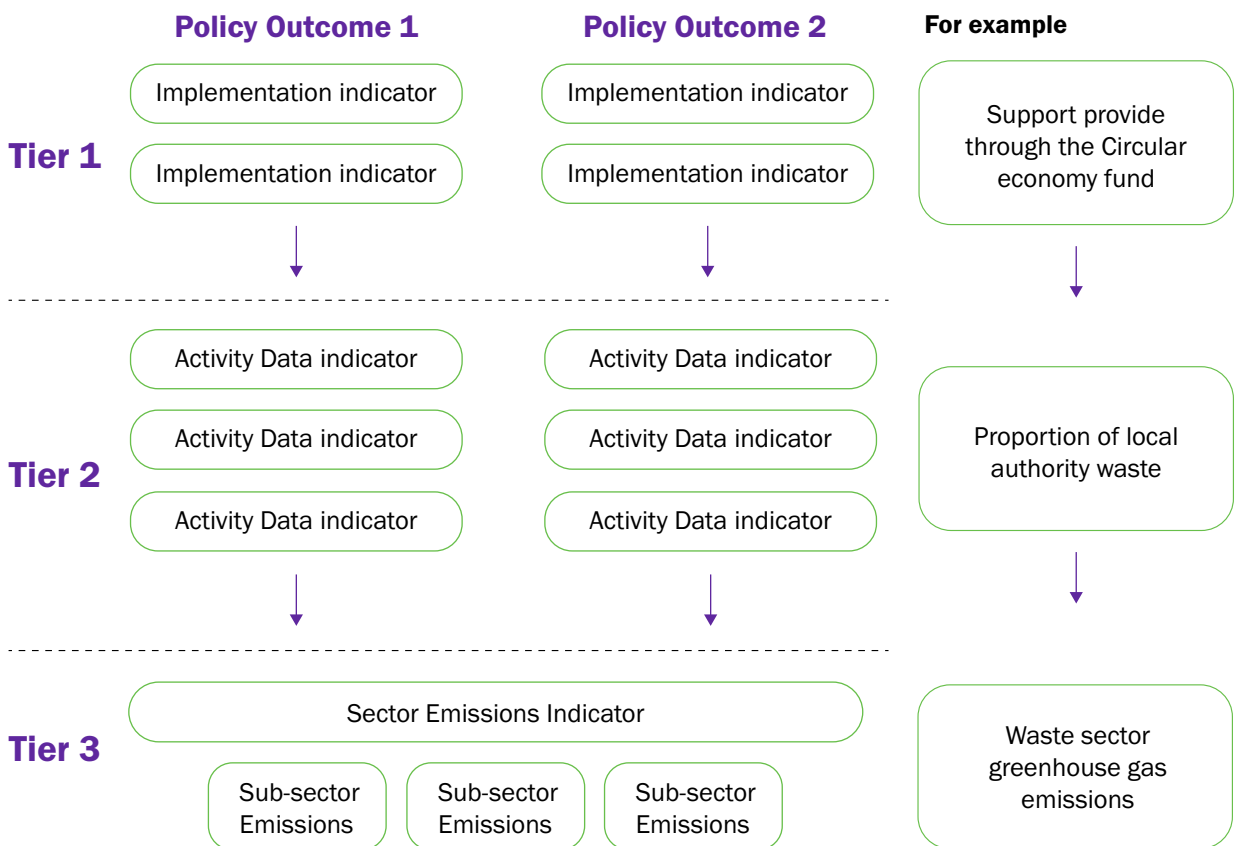 Policy Outcome 1
Policy Outcome 2
For example
Tier 1
Implementation indicator
Implementation indicator
Implementation indicator
Implementation indicator
Support provide
through the Circular
economy fund
Tier 2
Activity Data indicator
Activity Data indicator
Activity Data indicator
Activity Data indicator
Activity Data indicator
Activity Data indicator
Proportion of local
authority waste
Tier 3
Sector Emissions Indicator
Sub-sector
Emissions
Sub-sector
Emissions
Sub-sector
Emissions
Waste sector
greenhouse gas
emissions